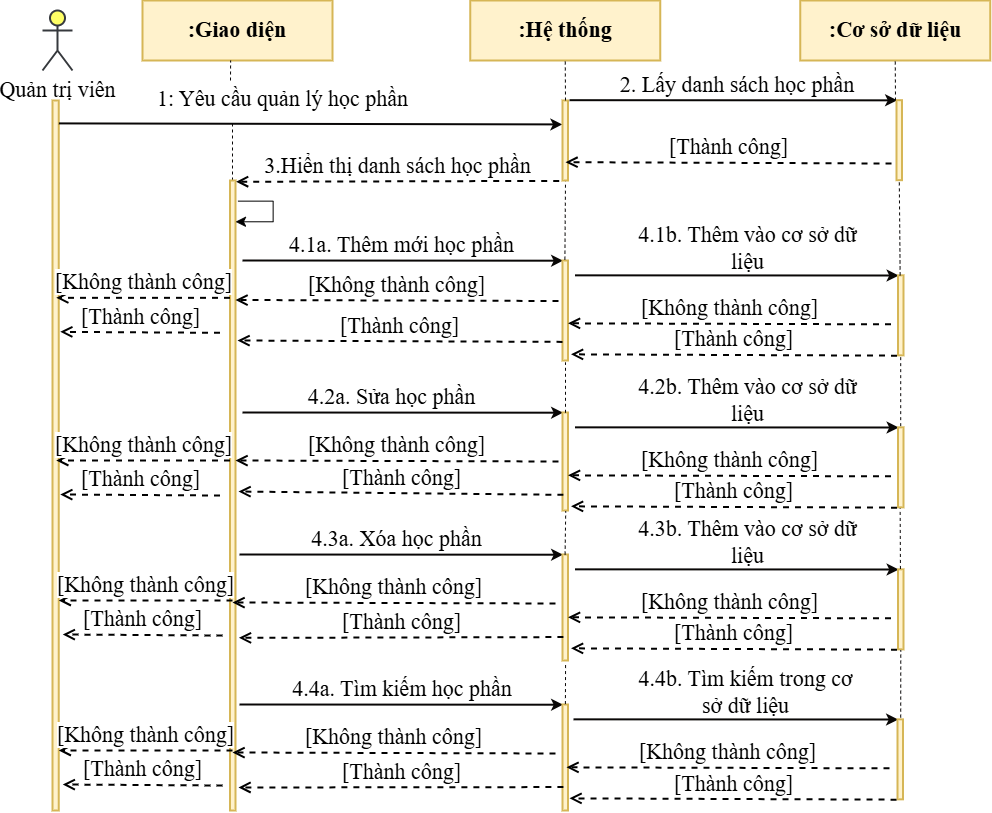 :Giao diện
:Hệ thống
:Cơ sở dữ liệu
Quản trị viên
1: Yêu cầu quản lý học phần
2. Lấy danh sách học phần
[Thành công]
3.Hiển thị danh sách học phần
4.1a. Thêm mới học phần
4.1b. Thêm vào cơ sở dữ
liệu
[Không thành công]
[Không thành công]
[Không thành công]
[Thành công]
[Thành công]
[Thành công]
4.2a. Sửa học phần
4.2b. Thêm vào cơ sở dữ
liệu
[Không thành công]
[Không thành công]
[Không thành công]
[Thành công]
[Thành công]
[Thành công]
4.3a. Xóa học phần
4.3b. Thêm vào cơ sở dữ
liệu
[Không thành công]
[Không thành công]
[Không thành công]
[Thành công]
[Thành công]
[Thành công]
4.4a. Tìm kiếm học phần
4.4b. Tìm kiếm trong cơ
sở dữ liệu
[Không thành công]
[Không thành công]
[Không thành công]
[Thành công]
[Thành công]
[Thành công]